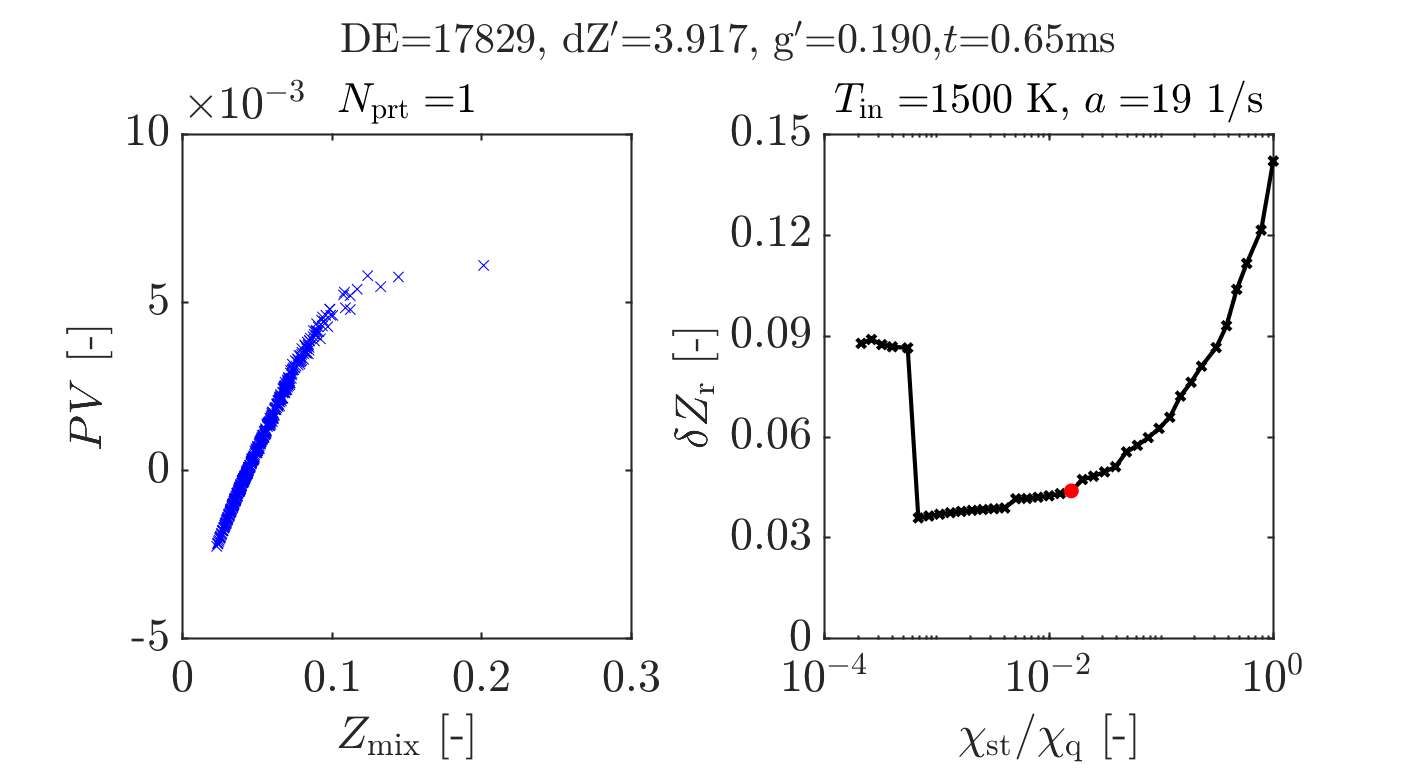 DE=17829, dZ′=3.917, g′=0.190,t=0.65ms
×10⁻³ N_prt =1
10
5
0
-5
PV [-]
0 0.1 0.2 0.3
Z_mix [-]
T_in =1500 K, a =19 1/s
0.15
0.12
0.09
0.06
0.03
0
δZ_r [-]
10⁻⁴ 10⁻² 10⁰
χ_st/χ_q [-]